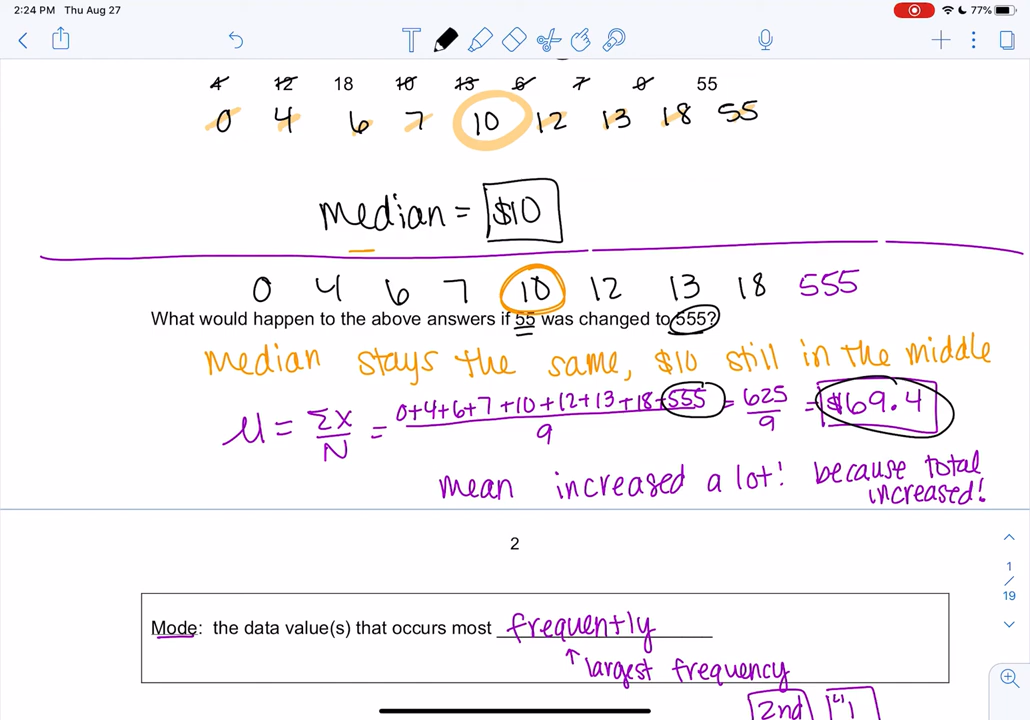 2:24 PM Thu Aug 27
77%
4 12 18 10 13 6 7 0 55
0 4 6 7 10 12 13 18 55
median = $10
0 4 6 7 10 12 13 18 555
What would happen to the above answers if 55 was changed to 555?
median stays the same, $10 still in the middle
μ = Σx/N = 0+4+6+7+10+12+13+18+555/9 = 625/9 = $69.4
mean increased a lot! because total
increased!
2
1
/
19
Mode: the data value(s) that occurs most frequently
↑ largest frequency
2nd